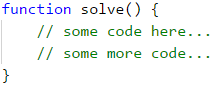 function solve() {
    // some code here...
    // some more code...
}